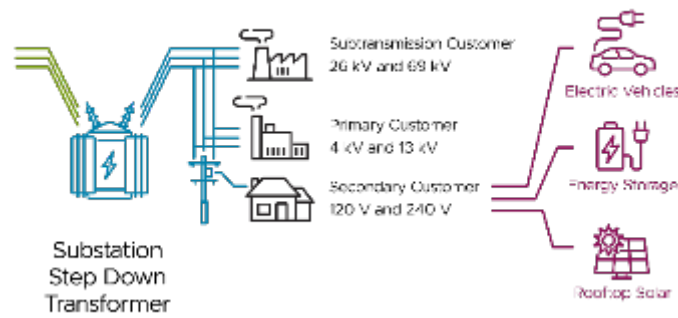 Subtransmission Customer
26 kV and 69 kV
Electric Vehicles
Primary Customer
4 kV and 13 kV
Secondary Customer
120 V and 240 V
Energy Storage
Substation
Step Down
Transformer
Rooftop Solar